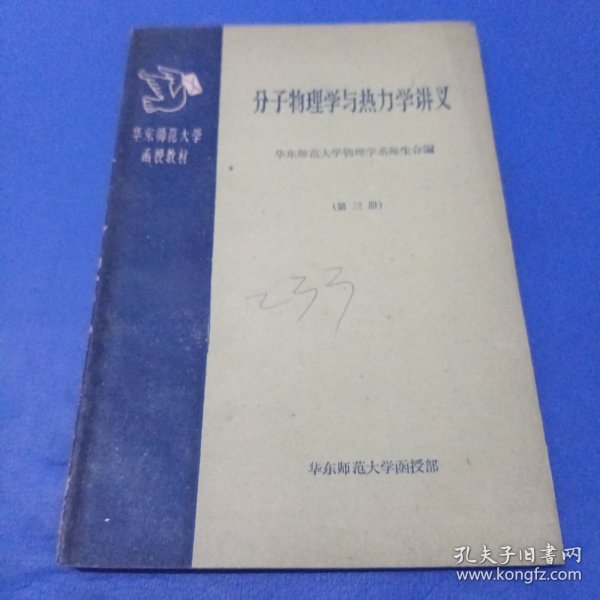 华东师范大学
函授教材
分子物理学与热力学讲义
华东师范大学物理学系师生合编
(第三册)
233
华东师范大学函授部
孔夫子旧书网
www.kongfz.com